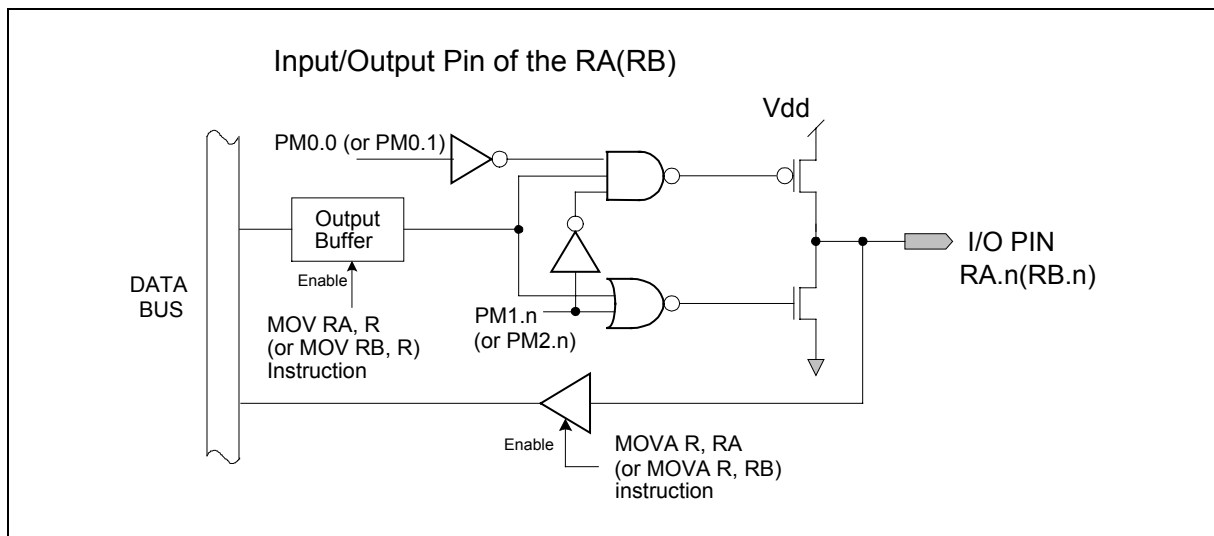 Input/Output Pin of the RA(RB)
Vdd
PM0.0 (or PM0.1)
Output
Buffer
I/O PIN
RA.n(RB.n)
Enable
DATA
BUS
PM1.n
(or PM2.n)
MOV RA, R
(or MOV RB, R)
Instruction
Enable
MOVA R, RA
(or MOVA R, RB)
instruction